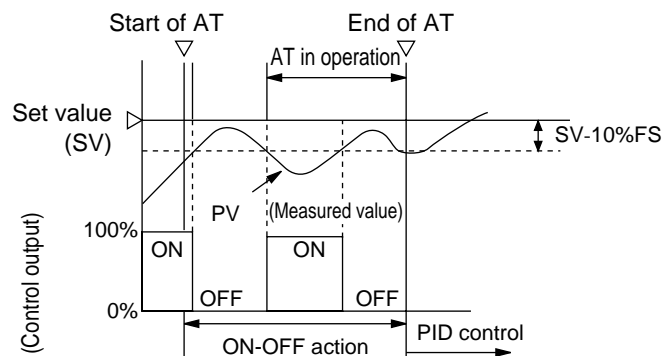 Start of AT
End of AT
AT in operation
Set value
(SV)
SV-10%FS
PV
(Measured value)
100%
ON
ON
(Control output)
0%
OFF
OFF
PID control
ON-OFF action